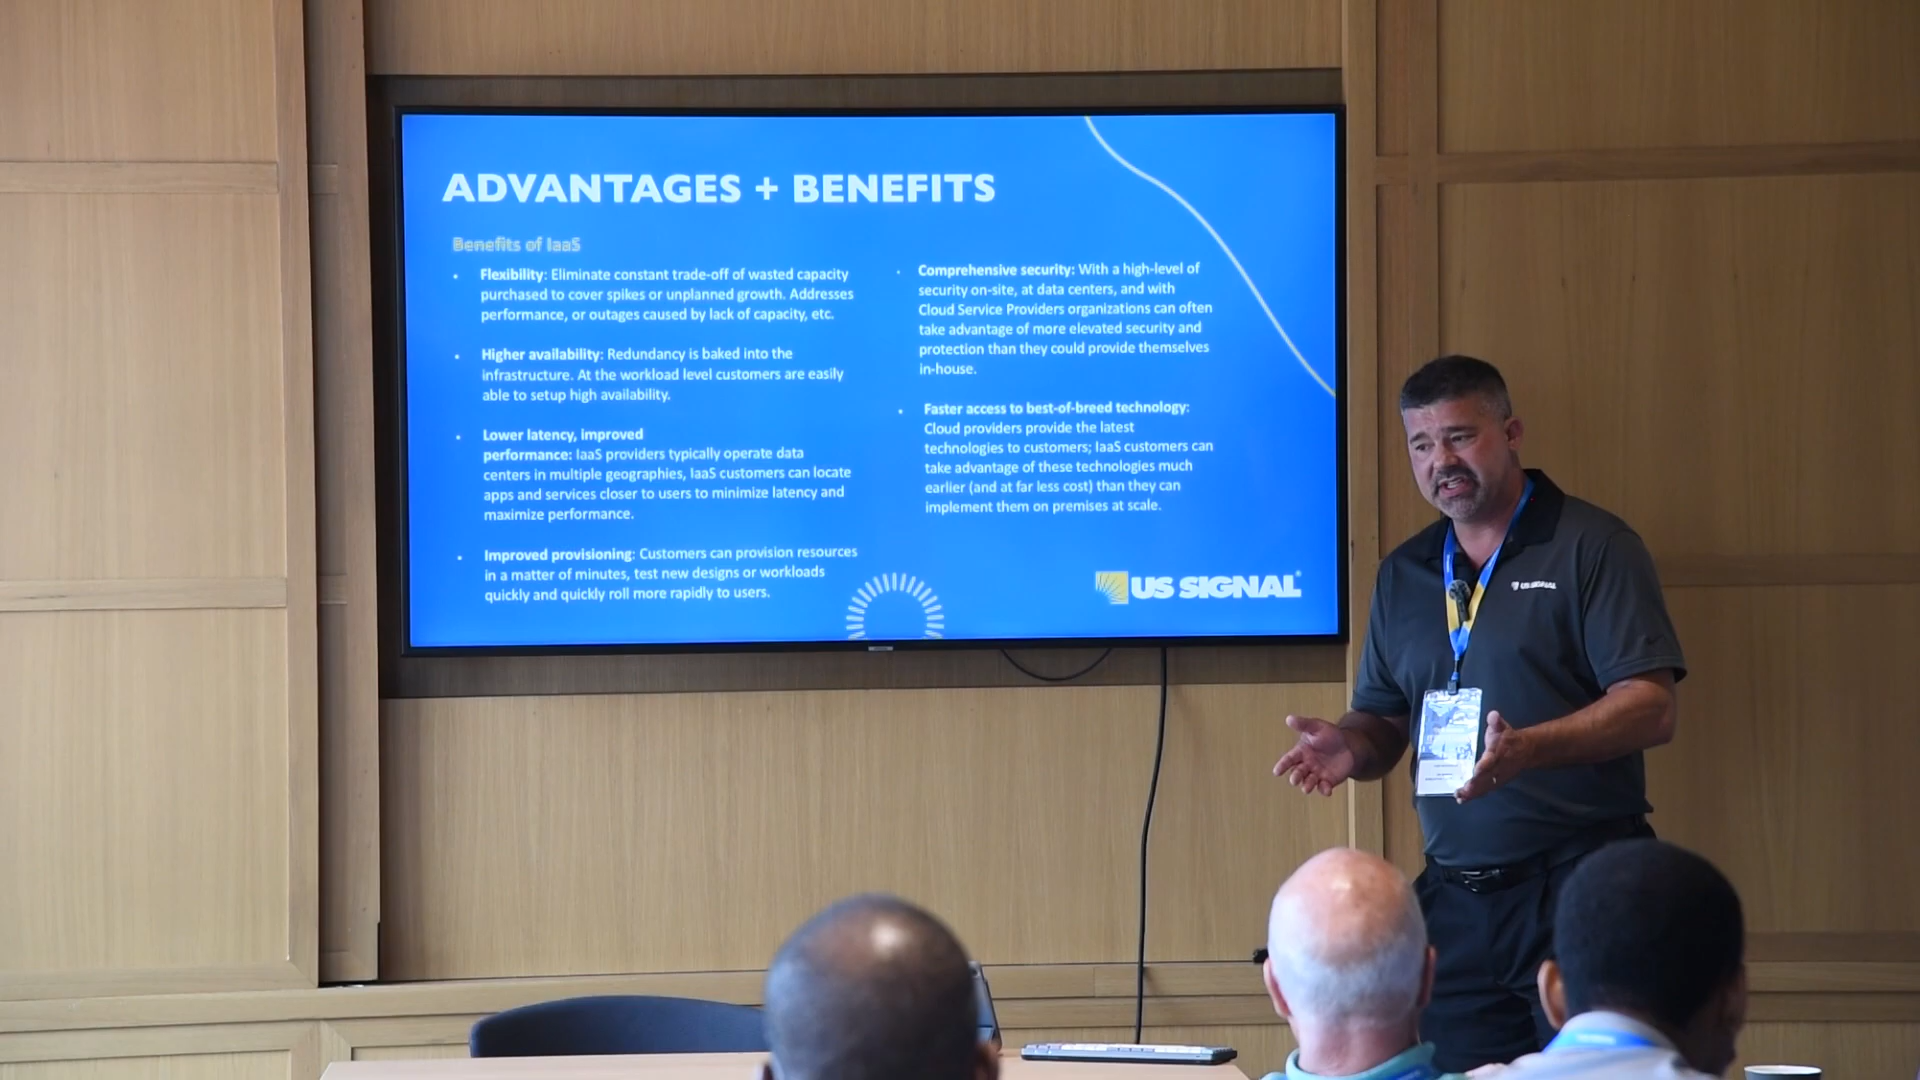 ADVANTAGES + BENEFITS
Benefits of IaaS
• Flexibility: Eliminate constant trade-off of wasted capacity
purchased to cover spikes or unplanned growth. Addresses
performance, or outages caused by lack of capacity, etc.
• Higher availability: Redundancy is baked into the
infrastructure. At the workload level customers are easily
able to setup high availability.
• Lower latency, improved
performance: IaaS providers typically operate data
centers in multiple geographies, IaaS customers can locate
apps and services closer to users to minimize latency and
maximize performance.
• Improved provisioning: Customers can provision resources
in a matter of minutes, test new designs or workloads
quickly and quickly roll more rapidly to users.
• Comprehensive security: With a high-level of
security on-site, at data centers, and with
Cloud Service Providers organizations can often
take advantage of more elevated security and
protection than they could provide themselves
in-house.
• Faster access to best-of-breed technology:
Cloud providers provide the latest
technologies to customers; IaaS customers can
take advantage of these technologies much
earlier (and at far less cost) than they can
implement them on premises at scale.
US SIGNAL
US SIGNAL